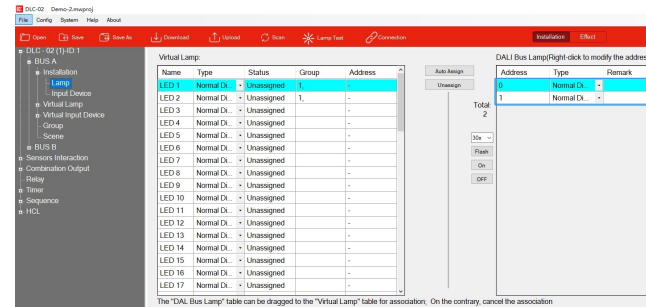 DLC-02 Demo-2.mwproj
File Config System Help About
Open Save Save As Download Upload Scan Lamp Test Connection Installation Effect
DLC - 02 (1)-ID:1
BUS A
Installation
Lamp
Input Device
Virtual Lamp
Virtual Input Device
Group
Scene
BUS B
Sensors Interaction
Combination Output
Relay
Timer
Sequence
HCL
Virtual Lamp:
Name Type Status Group Address
LED 1 Normal Di... Unassigned 1, -
LED 2 Normal Di... Unassigned 1, -
LED 3 Normal Di... Unassigned -
LED 4 Normal Di... Unassigned -
LED 5 Normal Di... Unassigned -
LED 6 Normal Di... Unassigned -
LED 7 Normal Di... Unassigned -
LED 8 Normal Di... Unassigned -
LED 9 Normal Di... Unassigned -
LED 10 Normal Di... Unassigned -
LED 11 Normal Di... Unassigned -
LED 12 Normal Di... Unassigned -
LED 13 Normal Di... Unassigned -
LED 14 Normal Di... Unassigned -
LED 15 Normal Di... Unassigned -
LED 16 Normal Di... Unassigned -
LED 17 Normal Di... Unassigned -
Auto Assign
Unassign
Total:
2
30s
Flash
On
OFF
DALI Bus Lamp(Right-click to modify the addres
Address Type Remark
0 Normal Di...
1 Normal Di...
The "DAL Bus Lamp" table can be dragged to the "Virtual Lamp" table for association; On the contrary, cancel the association